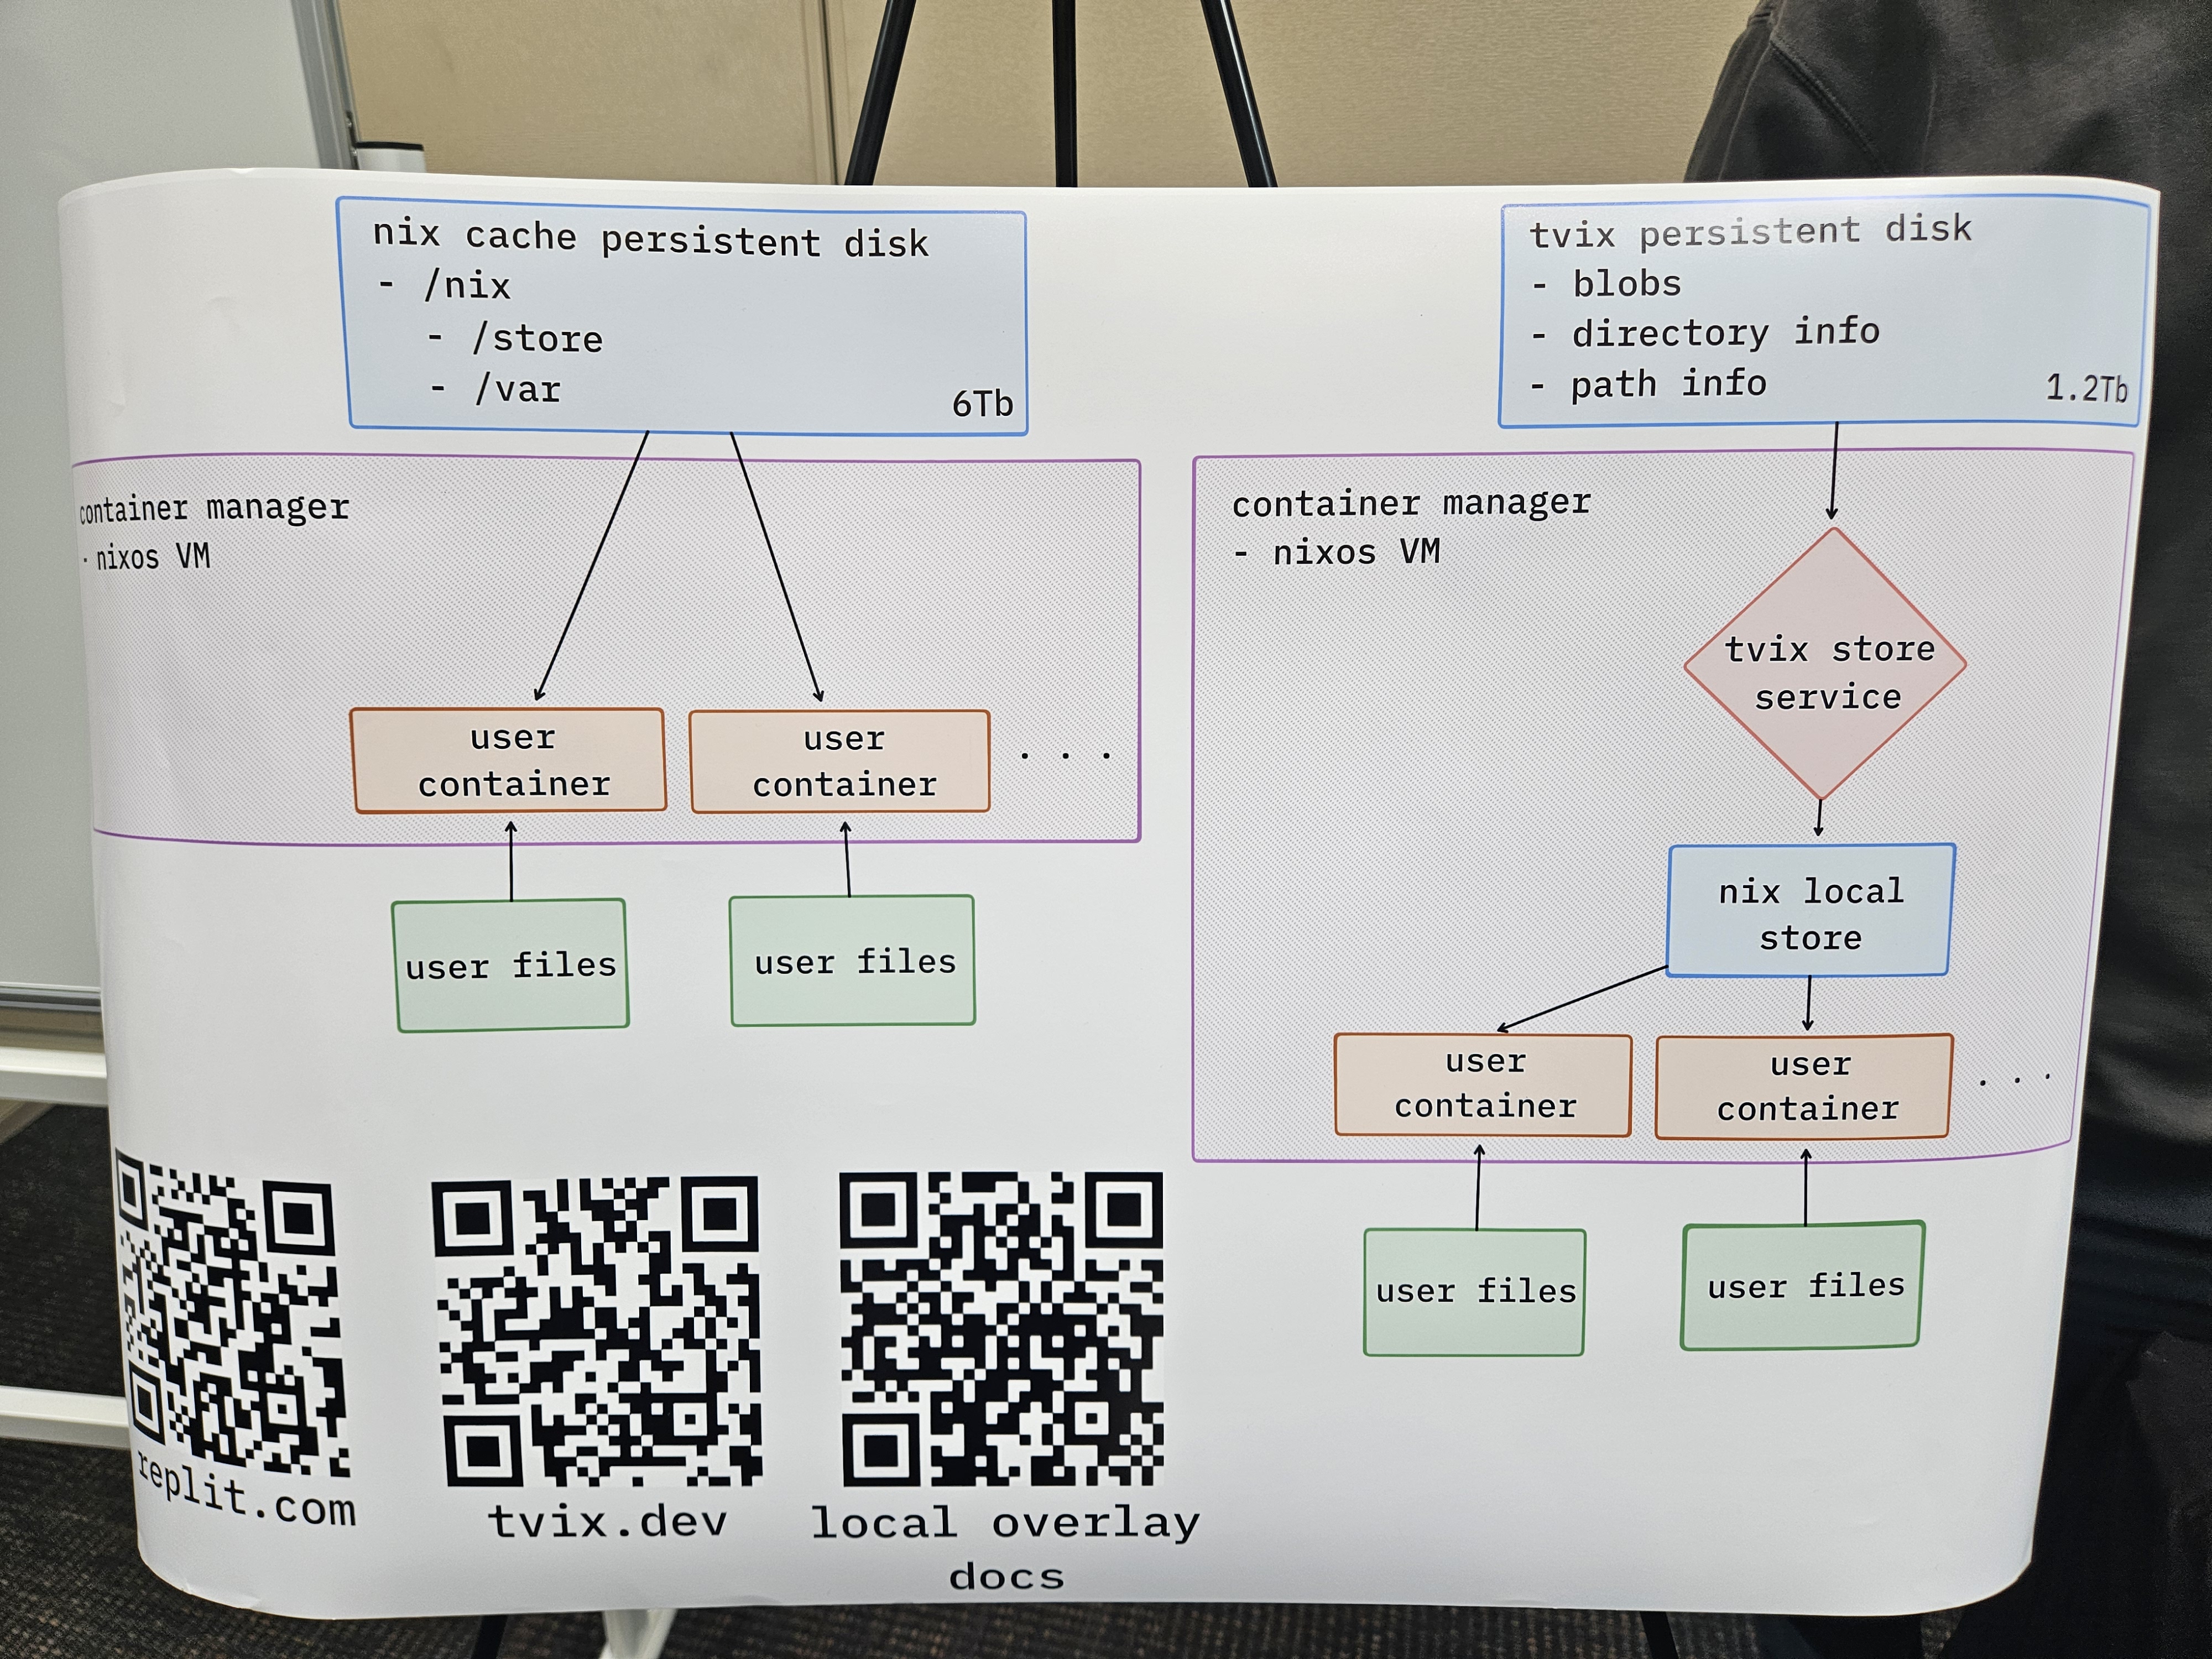 nix cache persistent disk
- /nix
- /store
- /var
6Tb
container manager
- nixos VM
user
container
user
container
. . .
user files
user files
tvix persistent disk
- blobs
- directory info
- path info
1.2Tb
container manager
- nixos VM
tvix store
service
nix local
store
user
container
user
container
. . .
user files
user files
replit.com
tvix.dev
local overlay
docs